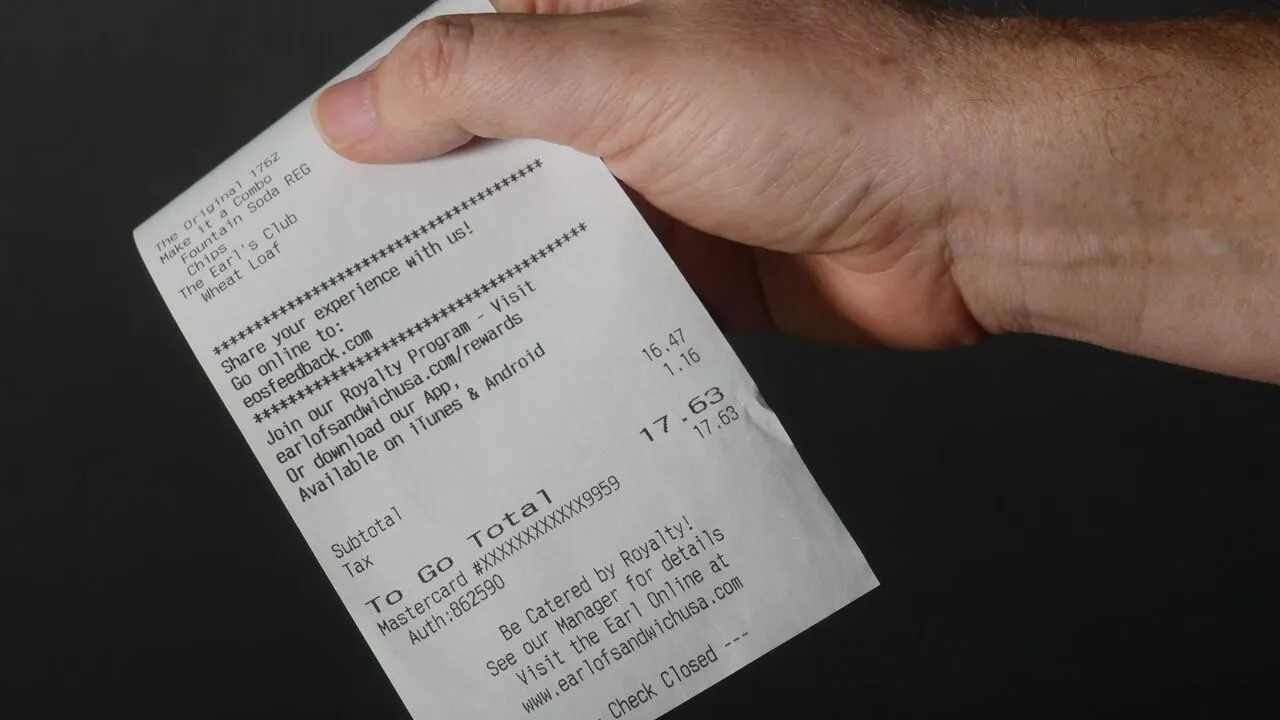 The Original 1762
Make it a Combo
Fountain Soda REG
Chips
The Earl's Club
Wheat Loaf
****************************************
Share your experience with us!
Go online to:
eosfeedback.com
****************************************
Join our Royalty Program - Visit
earlofsandwichusa.com/rewards
Or download our App,
Available on iTunes & Android
Subtotal 16.47
Tax 1.16
To Go Total 17.63
Mastercard #XXXXXXXXXXXX9959 17.63
Auth:862590
Be Catered by Royalty!
See our Manager for details
Visit the Earl Online at
www.earlofsandwichusa.com
Check Closed ---